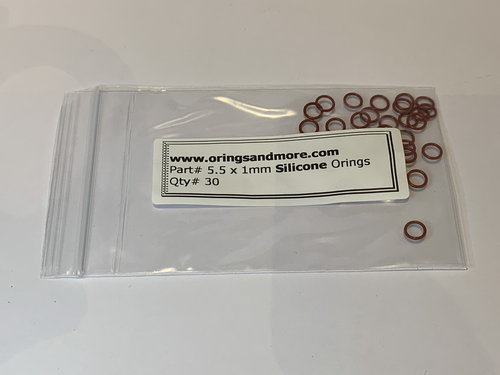 www.oringsandmore.com
Part# 5.5 x 1mm Silicone Orings
Qty# 30